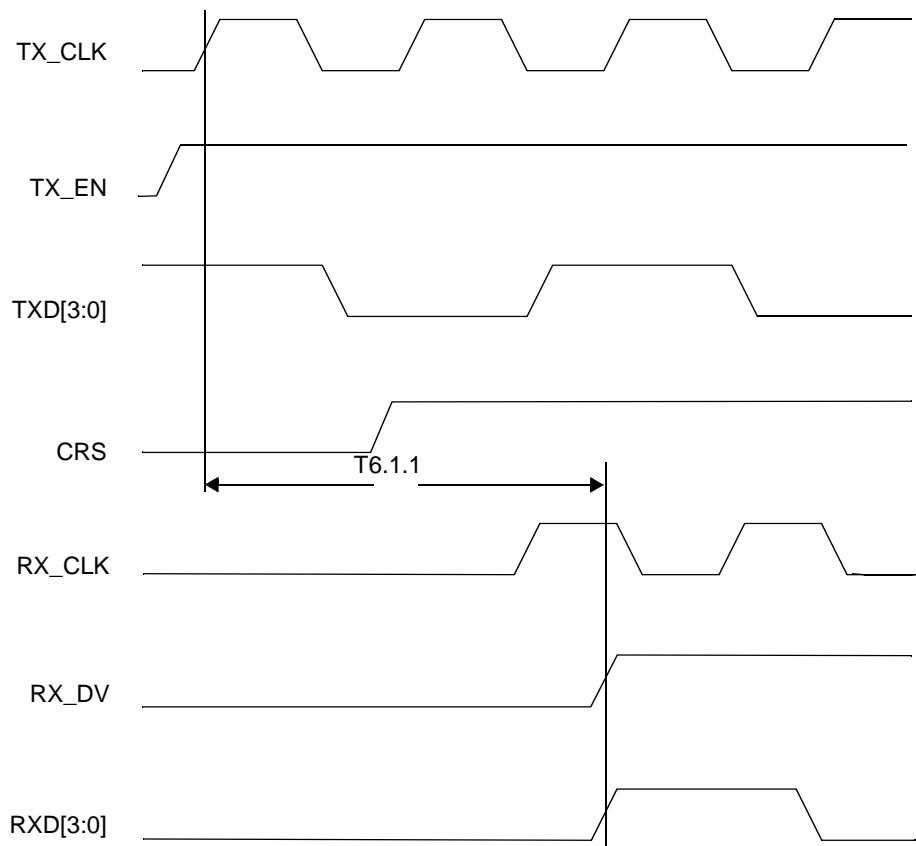 TX_CLK
TX_EN
TXD[3:0]
CRS
T6.1.1
RX_CLK
RX_DV
RXD[3:0]